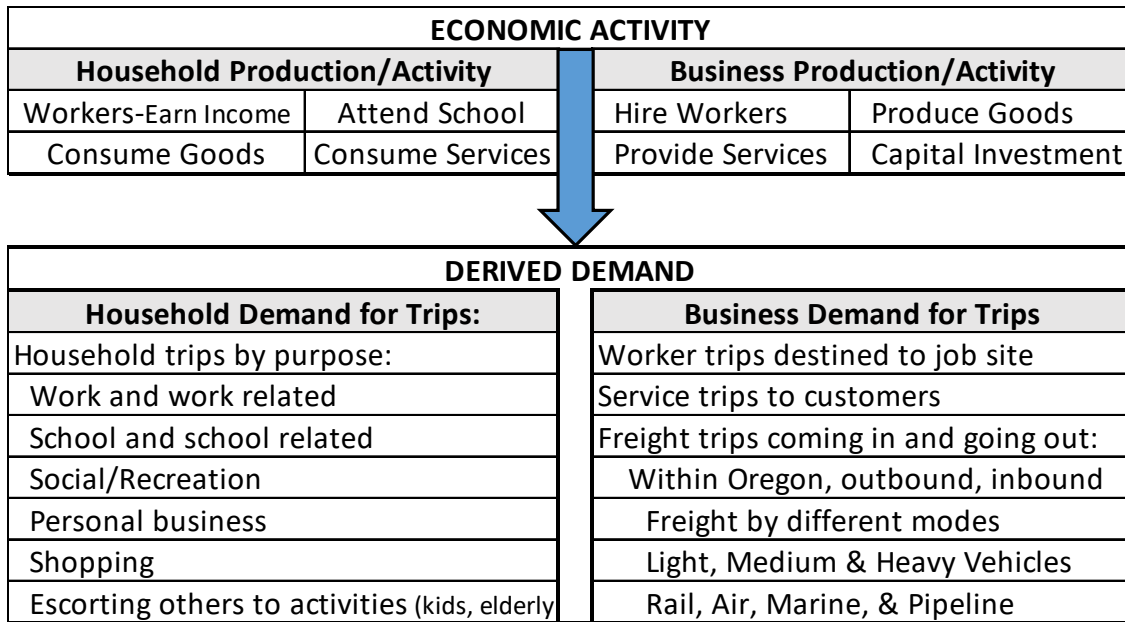 ECONOMIC ACTIVITY
Household Production/Activity
Workers-Earn Income Attend School
Consume Goods Consume Services
Business Production/Activity
Hire Workers Produce Goods
Provide Services Capital Investment
DERIVED DEMAND
Household Demand for Trips:
Household trips by purpose:
Work and work related
School and school related
Social/Recreation
Personal business
Shopping
Escorting others to activities (kids, elderly
Business Demand for Trips
Worker trips destined to job site
Service trips to customers
Freight trips coming in and going out:
Within Oregon, outbound, inbound
Freight by different modes
Light, Medium & Heavy Vehicles
Rail, Air, Marine, & Pipeline